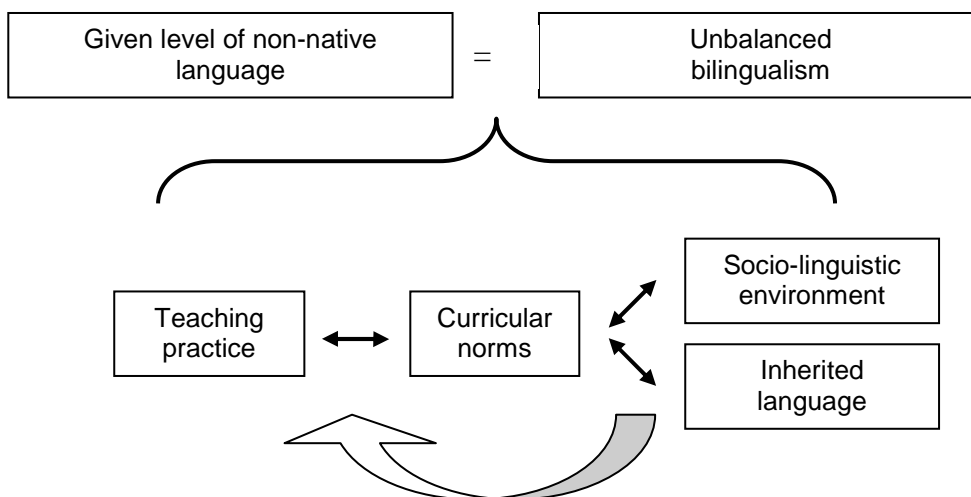 Given level of non-native
language
=
Unbalanced
bilingualism
Socio-linguistic
environment
Teaching
practice
Curricular
norms
Inherited
language